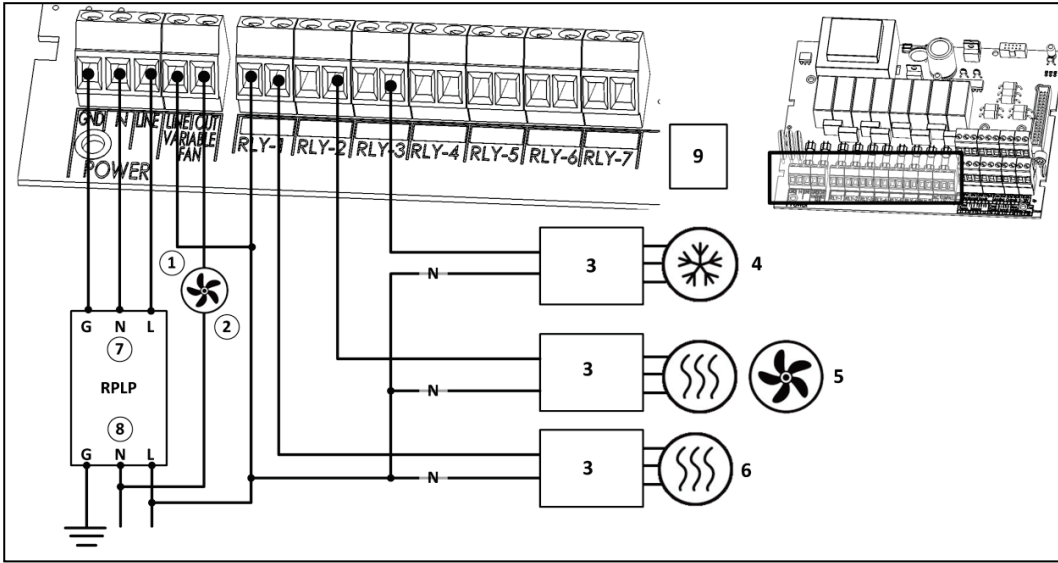 GND N LINE LINE OUT
VARIABLE
FAN
POWER
RLY-1 RLY-2 RLY-3 RLY-4 RLY-5 RLY-6 RLY-7
9
1
2
3 4
N
G N L
7
RPLP
8
G N L
3 5
N
3 6
N